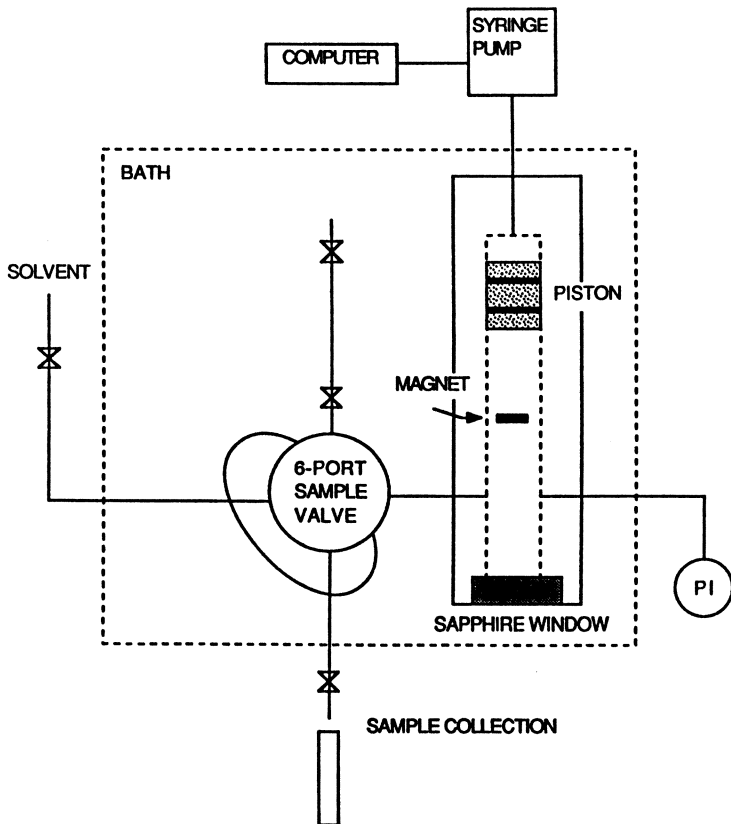 SYRINGE
PUMP
COMPUTER
BATH
SOLVENT
PISTON
MAGNET
6-PORT
SAMPLE
VALVE
PI
SAPPHIRE WINDOW
SAMPLE COLLECTION